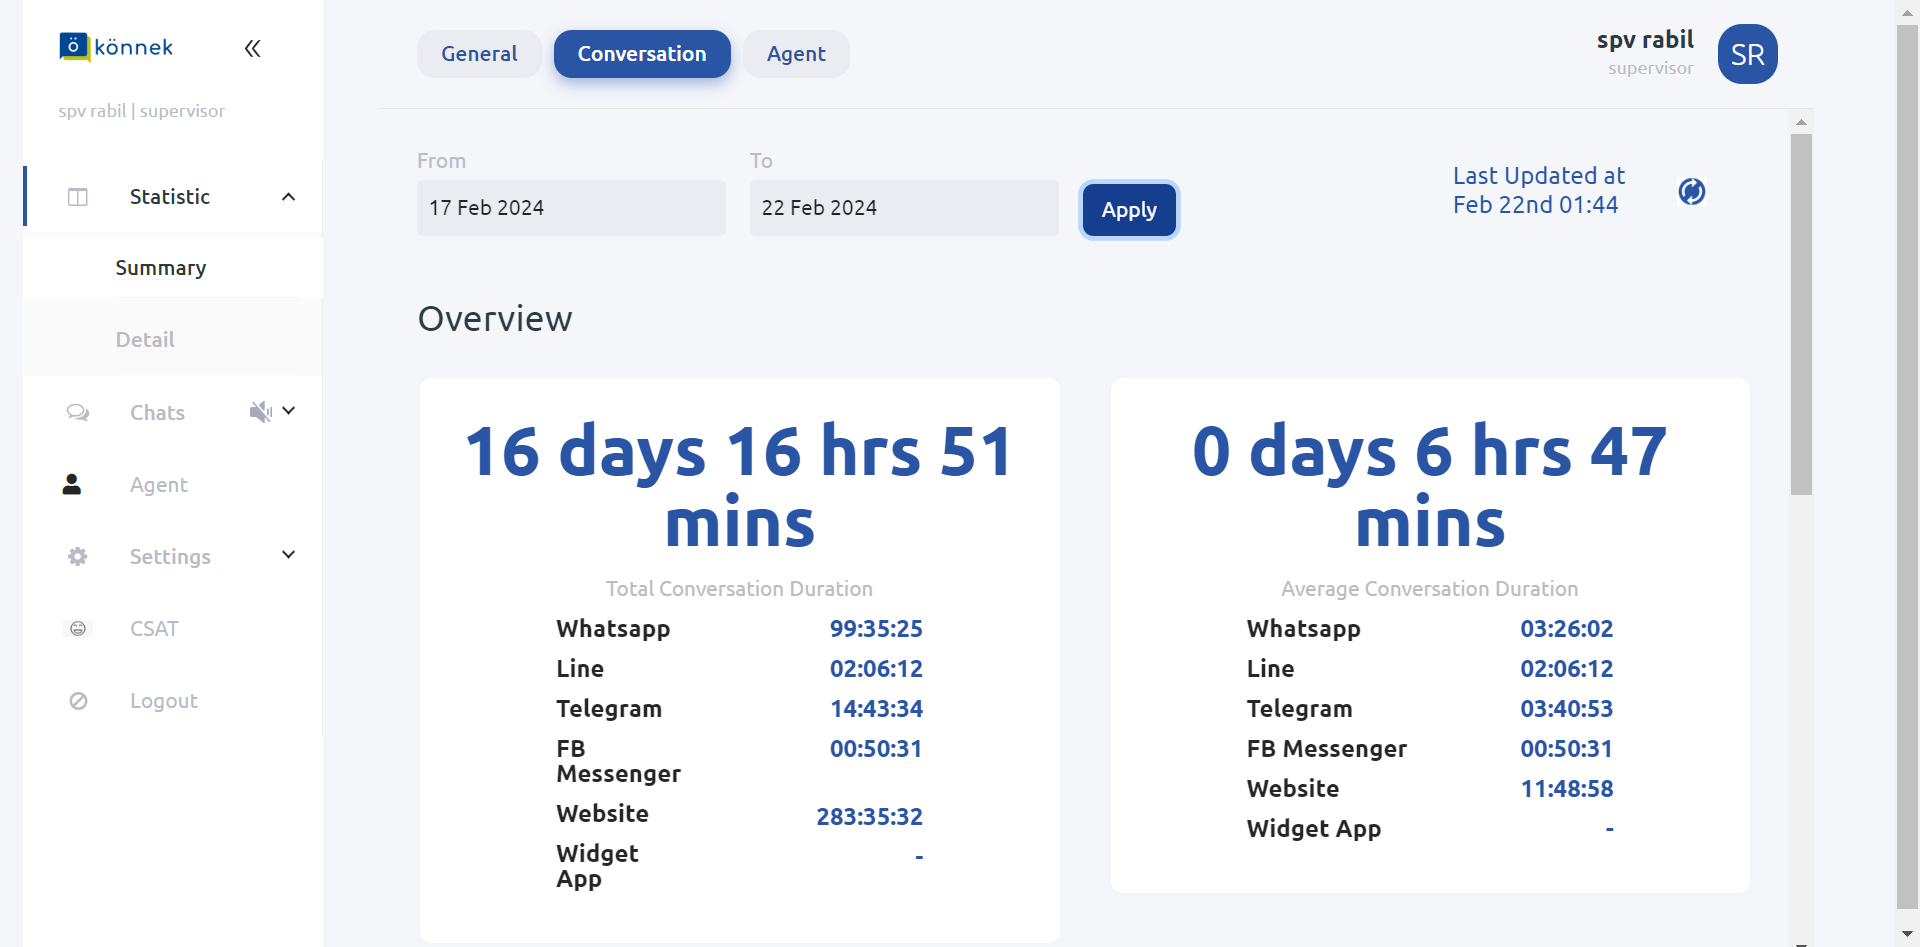 ö könnek
spv rabil | supervisor
Statistic
Summary
Detail
Chats
Agent
Settings
CSAT
Logout
General
Conversation
Agent
spv rabil
supervisor
SR
From
17 Feb 2024
To
22 Feb 2024
Apply
Last Updated at
Feb 22nd 01:44
Overview
16 days 16 hrs 51
mins
Total Conversation Duration
Whatsapp 99:35:25
Line 02:06:12
Telegram 14:43:34
FB 00:50:31
Messenger
Website 283:35:32
Widget -
App
0 days 6 hrs 47
mins
Average Conversation Duration
Whatsapp 03:26:02
Line 02:06:12
Telegram 03:40:53
FB Messenger 00:50:31
Website 11:48:58
Widget App -